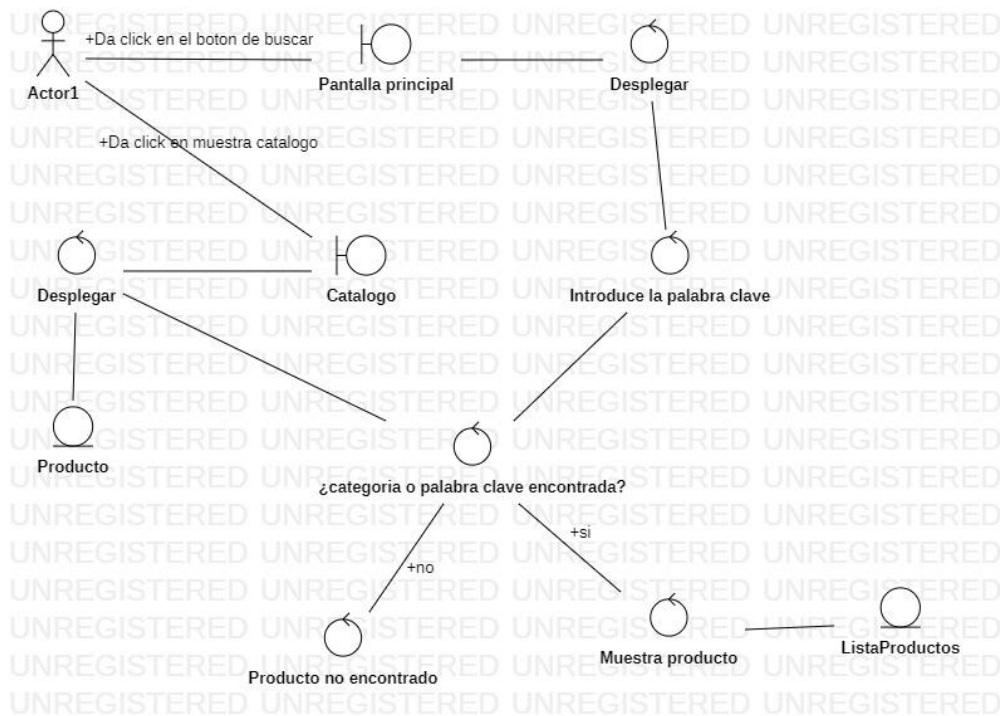 +Da click en el boton de buscar
Actor1
Pantalla principal
Desplegar
+Da click en muestra catalogo
Desplegar
Catalogo
Introduce la palabra clave
Producto
¿categoria o palabra clave encontrada?
+no
+si
Producto no encontrado
Muestra producto
ListaProductos
UNREGISTERED